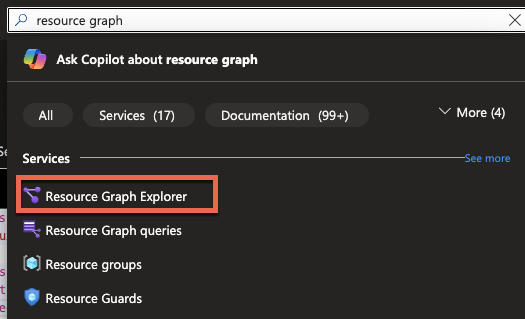 resource graph
Ask Copilot about resource graph
All Services (17) Documentation (99+) More (4)
Services See more
Resource Graph Explorer
Resource Graph queries
Resource groups
Resource Guards